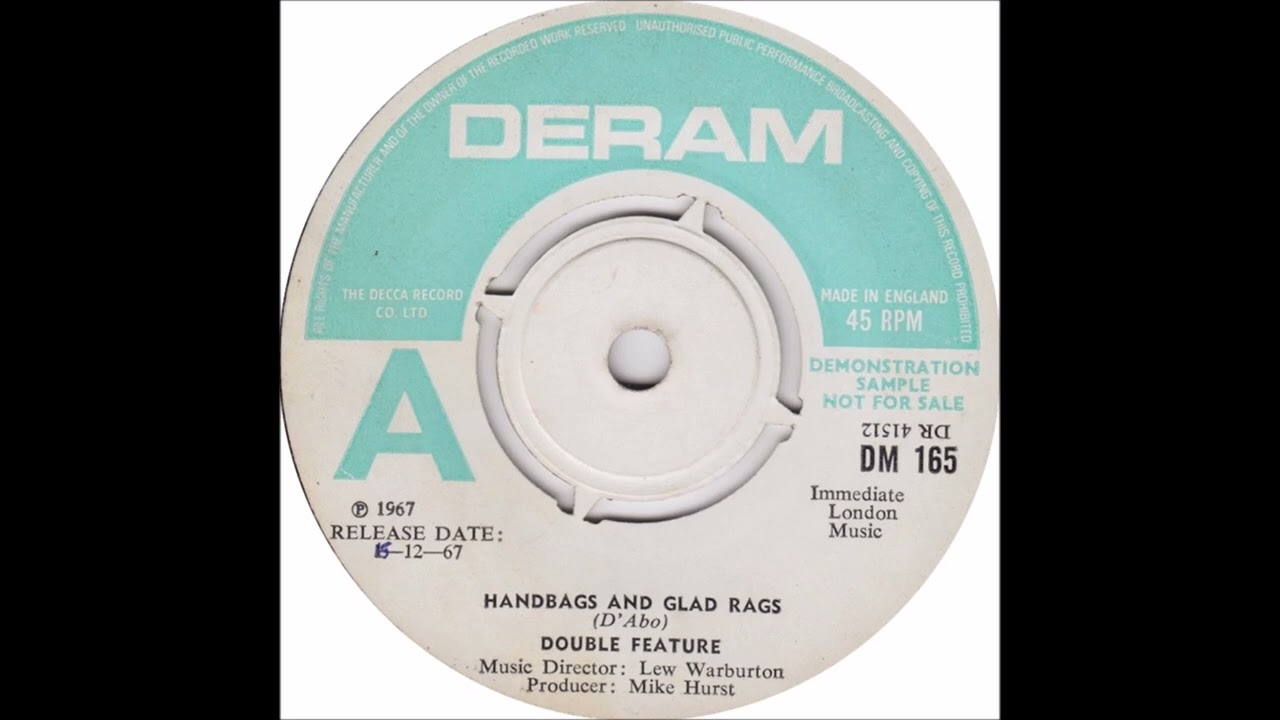 ALL RIGHTS OF THE MANUFACTURER AND OF THE OWNER OF THE RECORDED WORK RESERVED UNAUTHORISED PUBLIC PERFORMANCE BROADCASTING AND COPYING OF THIS RECORD PROHIBITED
DERAM
THE DECCA RECORD
CO. LTD.
MADE IN ENGLAND
45 RPM
A
DEMONSTRATION
SAMPLE
NOT FOR SALE
DR 41512
DM 165
Immediate
London
Music
℗ 1967
RELEASE DATE:
15-12-67
HANDBAGS AND GLAD RAGS
(D'Abo)
DOUBLE FEATURE
Music Director: Lew Warburton
Producer: Mike Hurst